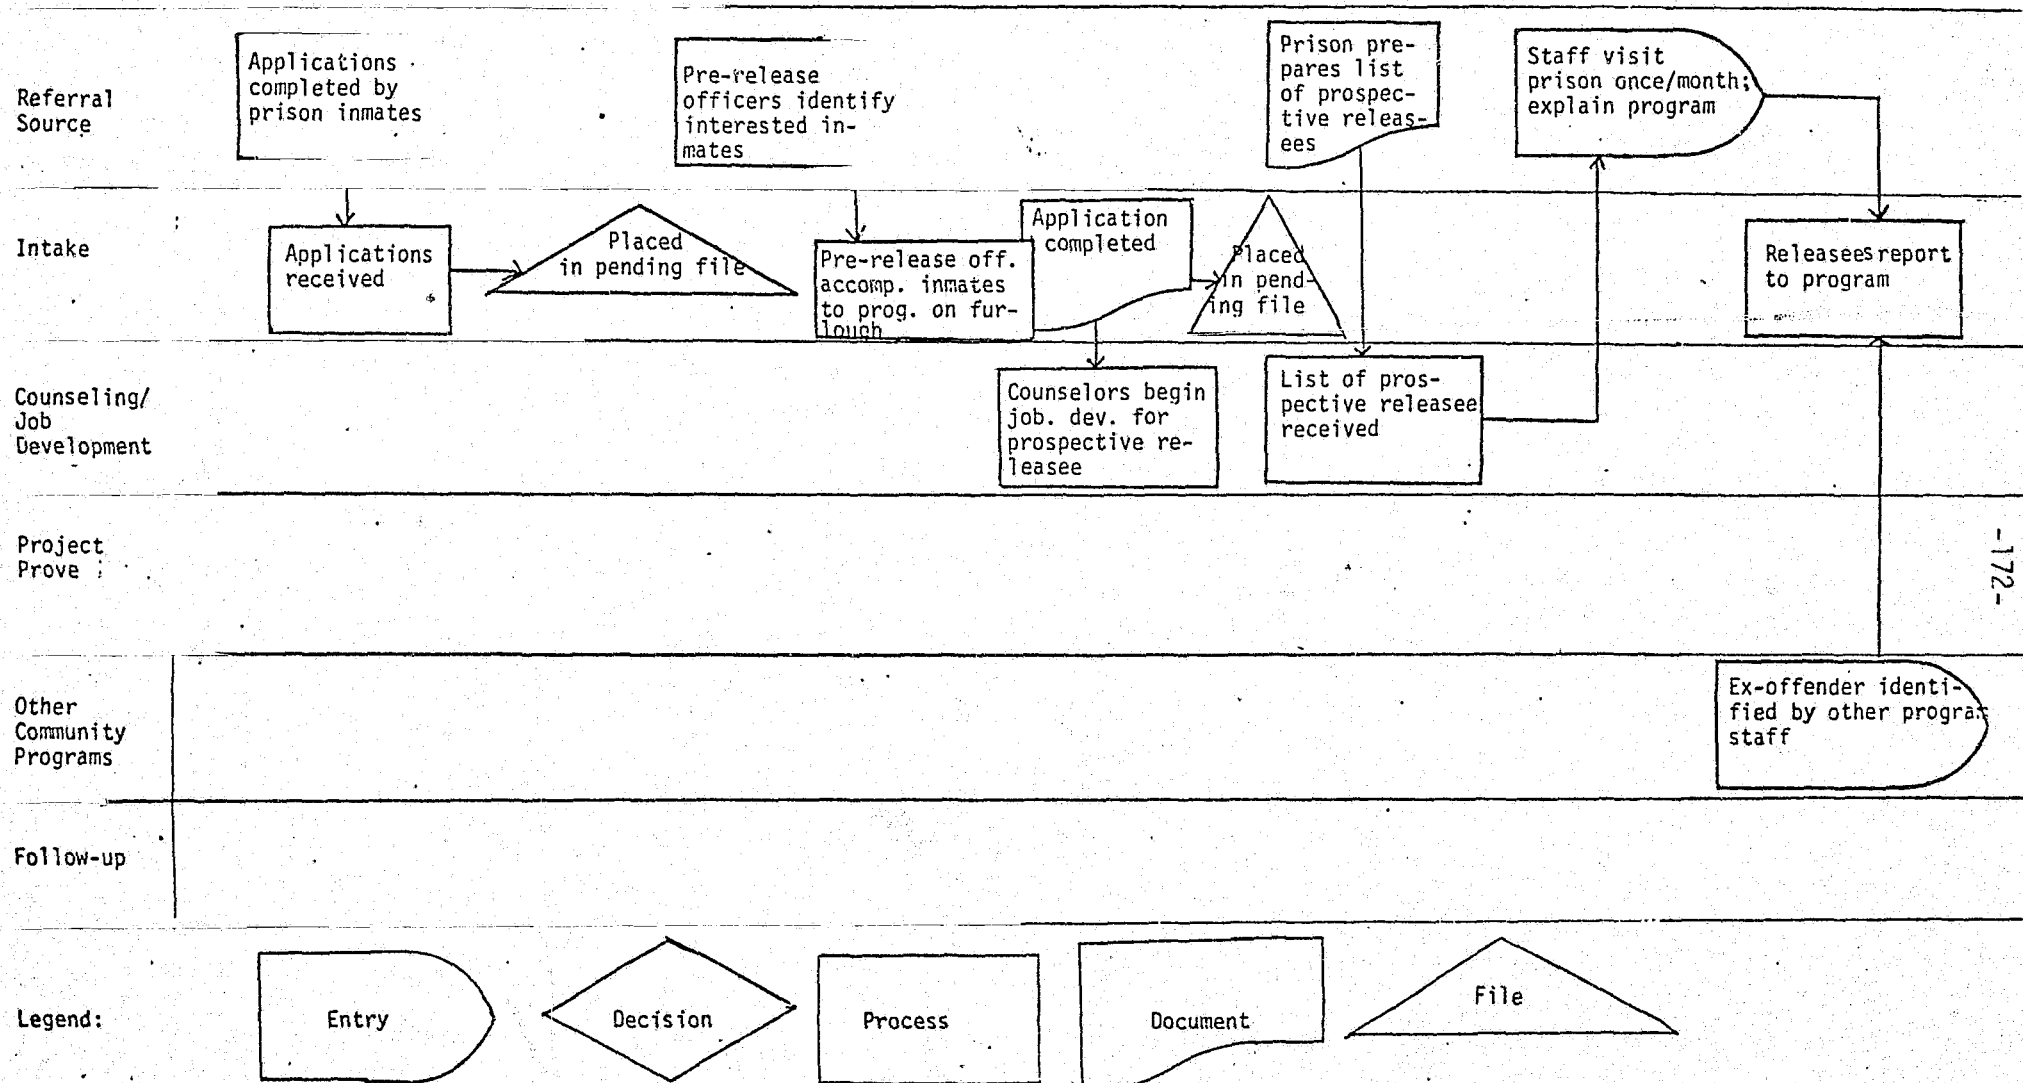 Referral
Source
Applications
completed by
prison inmates
Pre-release
officers identify
interested in-
mates
Prison pre-
pares list
of prospec-
tive releas-
ees
Staff visit
prison once/month;
explain program
Intake
Applications
received
Placed
in pending file
Pre-release off.
accomp. inmates
to prog. on fur-
lough
Application
completed
Placed
in pend-
ing file
Releasees report
to program
Counseling/
Job
Development
Counselors begin
job. dev. for
prospective re-
leasee
List of pros-
pective releasee
received
Project
Prove
-172-
Other
Community
Programs
Ex-offender identi-
fied by other program
staff
Follow-up
Legend:
Entry
Decision
Process
Document
File